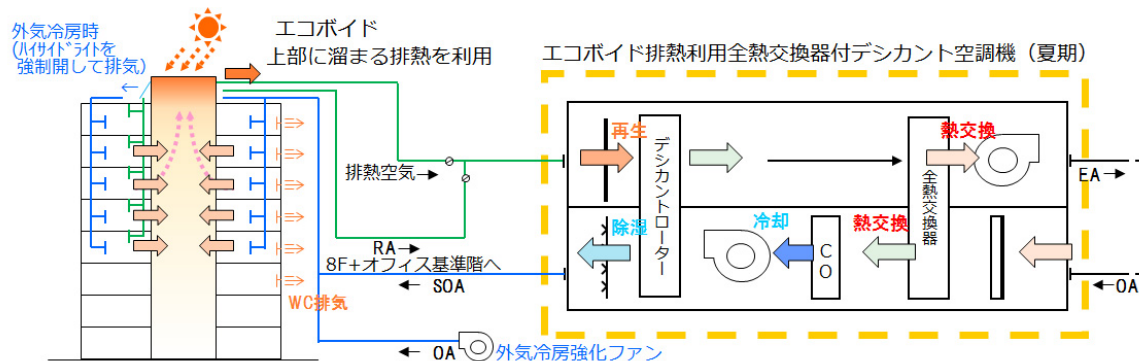 外気冷房時
(ﾊｲｻｲﾄﾞﾗｲﾄを
強制開して排気)
エコボイド
上部に溜まる排熱を利用
エコボイド排熱利用全熱交換器付デシカント空調機（夏期）
再生
デシカントローター
熱交換
全熱交換器
排熱空気→
EA
除湿
冷却
CO
熱交換
RA
8F+オフィス基準階へ
SOA
OA
WC排気
OA
外気冷房強化ファン